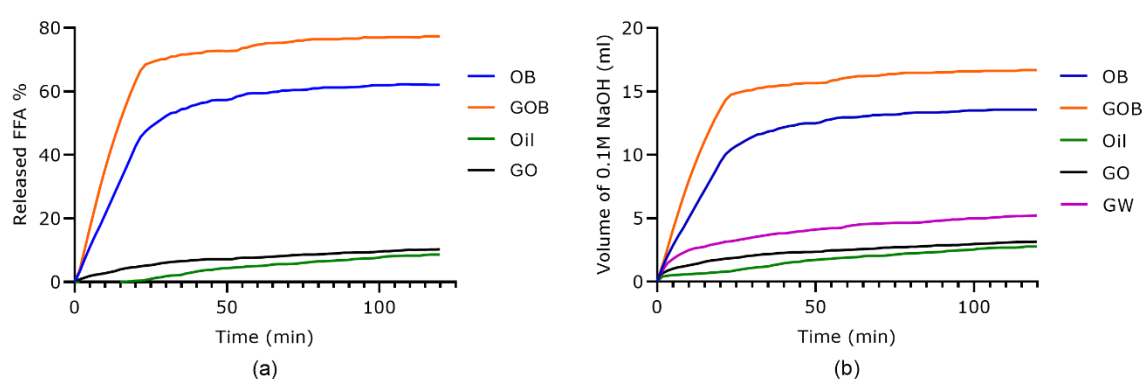 Released FFA %
80
60
40
20
0
0
50
100
Time (min)
OB
GOB
Oil
GO
(a)
Volume of 0.1M NaOH (ml)
20
15
10
5
0
0
50
100
Time (min)
OB
GOB
Oil
GO
GW
(b)